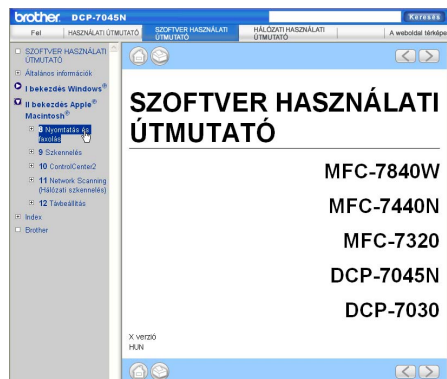 brother. DCP-7045N
Keresés
Fel
HASZNÁLATI ÚTMUTATÓ
SZOFTVER HASZNÁLATI ÚTMUTATÓ
HÁLÓZATI HASZNÁLATI ÚTMUTATÓ
A weboldal térképe
SZOFTVER HASZNÁLATI
ÚTMUTATÓ
Általános információk
I bekezdés Windows®
II bekezdés Apple®
Macintosh®
8 Nyomtatás és
faxolás
9 Szkennelés
10 ControlCenter2
11 Network Scanning
(Hálózati szkennelés)
12 Távbeállítás
Index
Brother
SZOFTVER HASZNÁLATI
ÚTMUTATÓ
MFC-7840W
MFC-7440N
MFC-7320
DCP-7045N
DCP-7030
X verzió
HUN